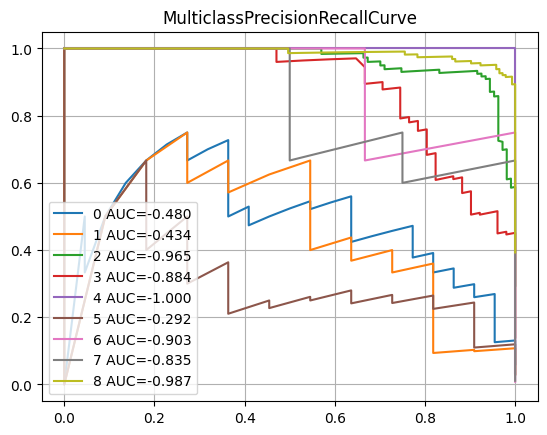 MulticlassPrecisionRecallCurve
1.0
0.8
0.6
0.4
0.2
0.0
0 AUC=-0.480
1 AUC=-0.434
2 AUC=-0.965
3 AUC=-0.884
4 AUC=-1.000
5 AUC=-0.292
6 AUC=-0.903
7 AUC=-0.835
8 AUC=-0.987
0.0 0.2 0.4 0.6 0.8 1.0